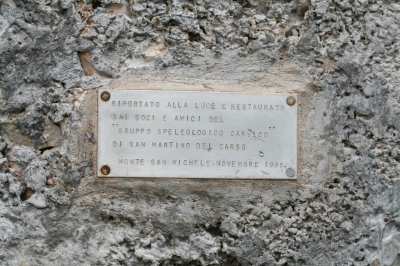 RIPORTATO ALLA LUCE E RESTAURATO
DAI SOCI E AMICI DEL
"GRUPPO SPELEOLOGICO CARSICO"
DI SAN MARTINO DEL CARSO
MONTE SAN MICHELE, NOVEMBRE 1996.